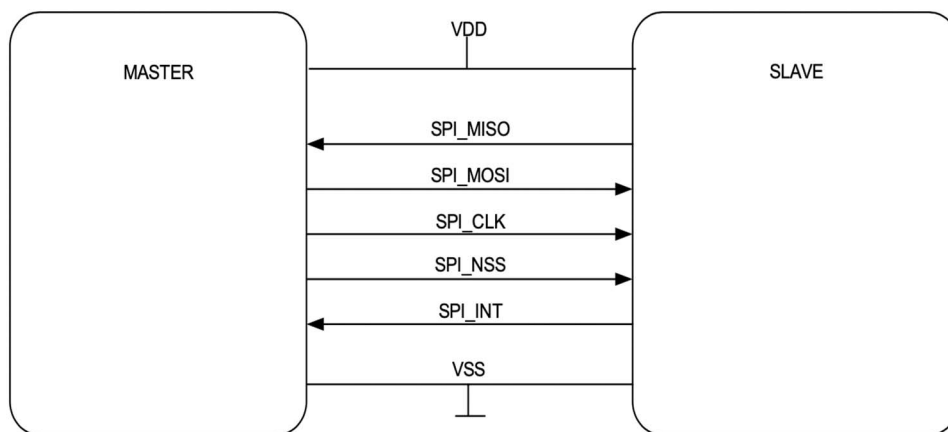 VDD
MASTER
SLAVE
SPI_MISO
SPI_MOSI
SPI_CLK
SPI_NSS
SPI_INT
VSS